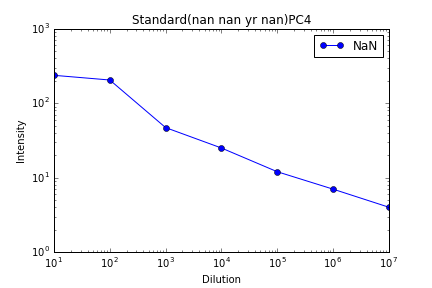 Standard(nan nan yr nan)PC4
10³
NaN
10²
Intensity
10¹
10⁰
10¹ 10² 10³ 10⁴ 10⁵ 10⁶ 10⁷
Dilution